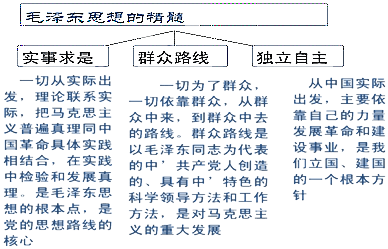 毛泽东思想的精髓
实事求是
群众路线
独立自主
一切从实际出
发，理论联系实
际，把马克思主
义普遍真理同中
国革命具体实践
相结合，在实践
中检验和发展真
理。是毛泽东思
想的根本点，是
党的思想路线的
核心
一切为了群众，
一切依靠群众，从群
众中来，到群众中去
的路线。群众路线是
以毛泽东同志为代表
的中’共产党人创造
的、具有中’特色的
科学领导方法和工作
方法，是对马克思主
义的重大发展
从中国实际
出发，主要依
靠自己的力量
发展革命和建
设事业，是我
们立国、建国
的一个根本方
针